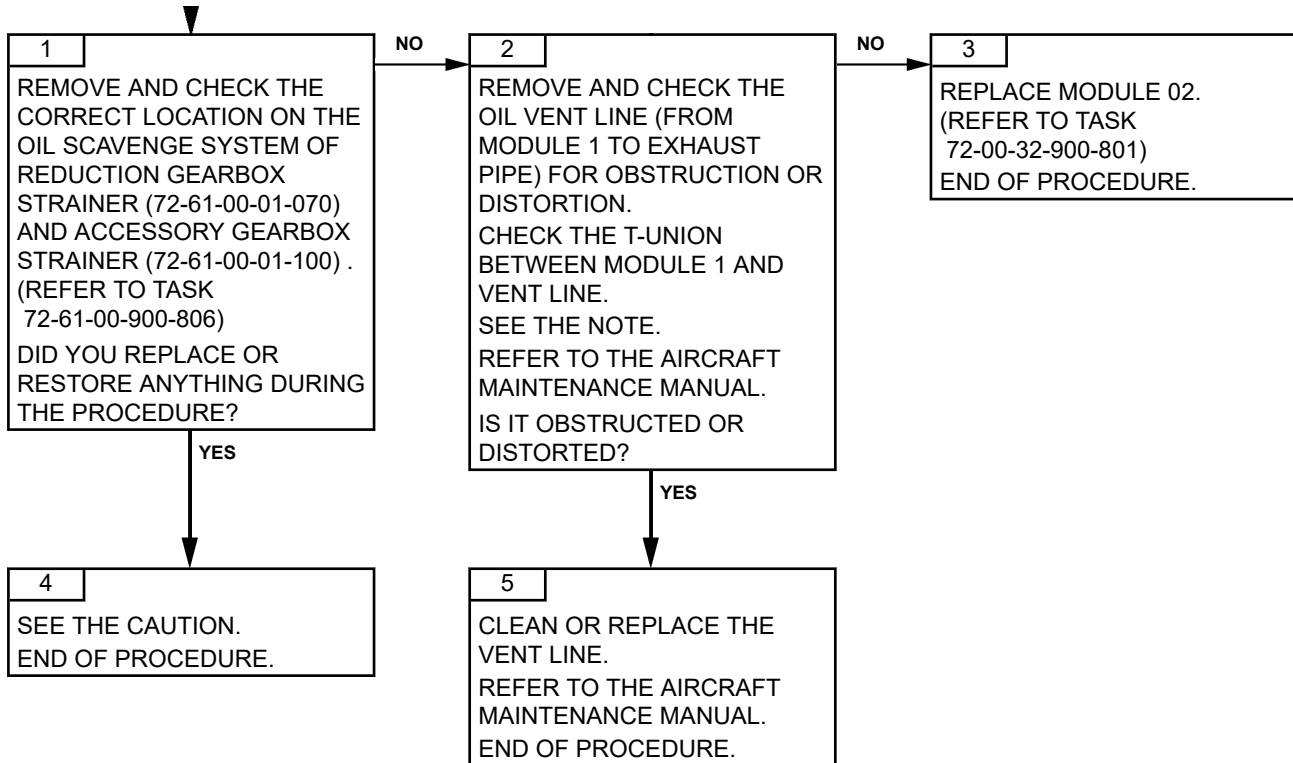 1
REMOVE AND CHECK THE
CORRECT LOCATION ON THE
OIL SCAVENGE SYSTEM OF
REDUCTION GEARBOX
STRAINER (72-61-00-01-070)
AND ACCESSORY GEARBOX
STRAINER (72-61-00-01-100) .
(REFER TO TASK
72-61-00-900-806)
DID YOU REPLACE OR
RESTORE ANYTHING DURING
THE PROCEDURE?
NO
2
REMOVE AND CHECK THE
OIL VENT LINE (FROM
MODULE 1 TO EXHAUST
PIPE) FOR OBSTRUCTION OR
DISTORTION.
CHECK THE T-UNION
BETWEEN MODULE 1 AND
VENT LINE.
SEE THE NOTE.
REFER TO THE AIRCRAFT
MAINTENANCE MANUAL.
IS IT OBSTRUCTED OR
DISTORTED?
NO
3
REPLACE MODULE 02.
(REFER TO TASK
72-00-32-900-801)
END OF PROCEDURE.
YES
4
SEE THE CAUTION.
END OF PROCEDURE.
YES
5
CLEAN OR REPLACE THE
VENT LINE.
REFER TO THE AIRCRAFT
MAINTENANCE MANUAL.
END OF PROCEDURE.